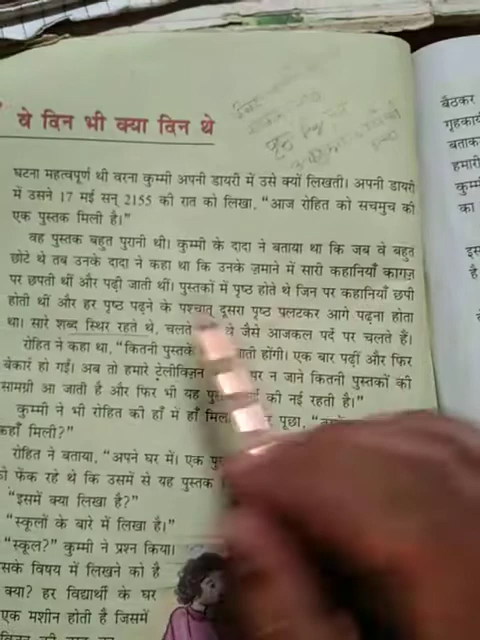 ये दिन भी क्या दिन थे
घटना महत्वपूर्ण थी वरना कुम्मी अपनी डायरी में उसे क्यों लिखती। अपनी डायरी
में उसने 17 मई सन् 2155 की रात को लिखा, “आज रोहित को सचमुच की
एक पुस्तक मिली है।”
वह पुस्तक बहुत पुरानी थी। कुम्मी के दादा ने बताया था कि जब वे बहुत
छोटे थे तब उनके दादा ने कहा था कि उनके ज़माने में सारी कहानियाँ कागज़
पर छपती थीं और पढ़ी जाती थीं। पुस्तकों में पृष्ठ होते थे जिन पर कहानियाँ छपी
होती थीं और हर पृष्ठ पढ़ने के पश्चात् दूसरा पृष्ठ पलटकर आगे पढ़ना होता
था। सारे शब्द स्थिर रहते थे, चलते थे जैसे आजकल पर्दे पर चलते हैं।
रोहित ने कहा था, “कितनी पुस्तकें जाती होंगी। एक बार पढ़ीं और फिर
बेकार हो गईं। अब तो हमारे टेलीविज़न पर न जाने कितनी पुस्तकों की
सामग्री आ जाती है और फिर भी यह की नई रहती है।”
कुम्मी ने भी रोहित की हाँ में हाँ पूछा,
कहाँ मिली?”
रोहित ने बताया, “अपने घर में। एक
फेंक रहे थे कि उसमें से यह पुस्तक
“इसमें क्या लिखा है?”
“स्कूलों के बारे में लिखा है।”
“स्कूल?” कुम्मी ने प्रश्न किया।
के विषय में लिखने को है
क्या? हर विद्यार्थी के घर
एक मशीन होती है जिसमें
बैठकर
गृहकार्य
बताक
हमारी
कुम्मी
का
इस
है